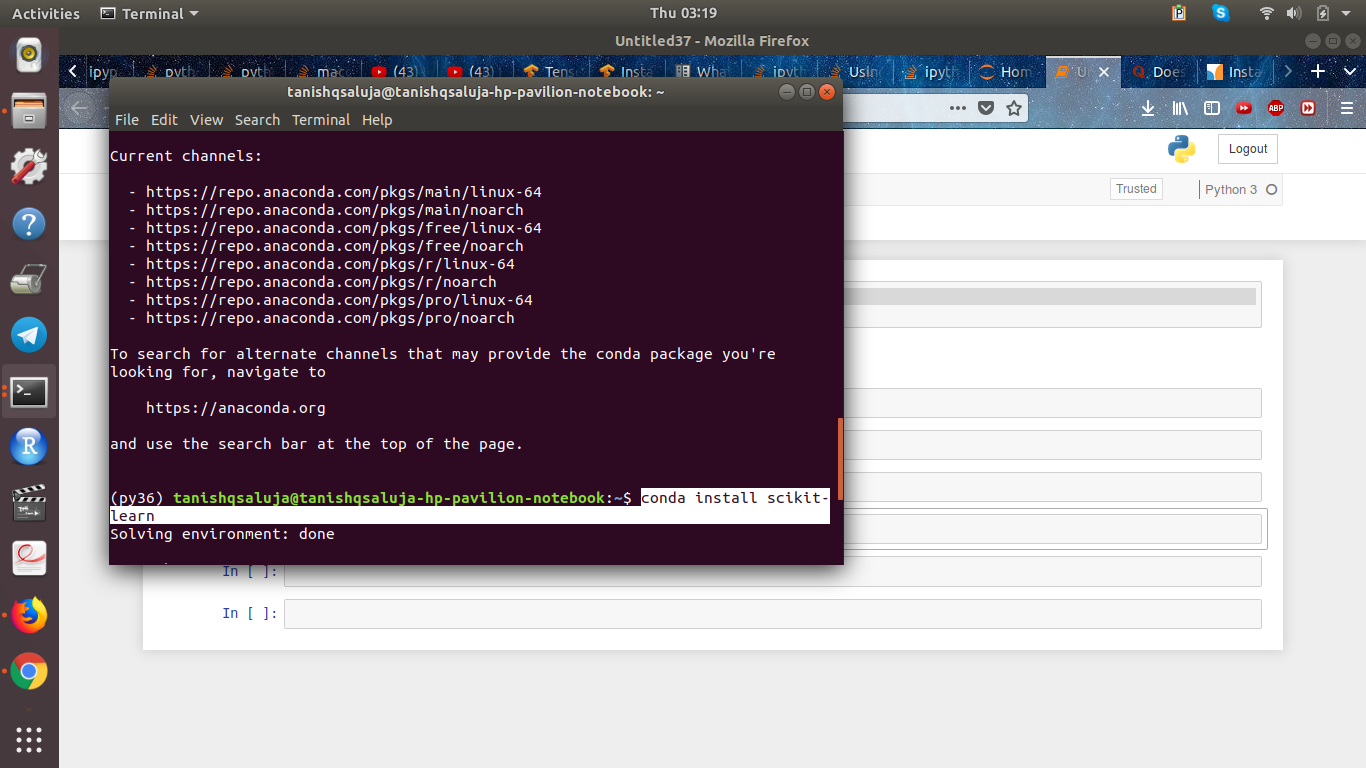 Activities Terminal Thu 03:19
Untitled37 - Mozilla Firefox
ipyp pytho pyth mac (43) (43) Tens Insta Wha ipyth Usin ipyt Hom Un Does Insta
tanishqsaluja@tanishqsaluja-hp-pavilion-notebook: ~
ABP
File Edit View Search Terminal Help
Logout
Trusted Python 3
Current channels:
- https://repo.anaconda.com/pkgs/main/linux-64
- https://repo.anaconda.com/pkgs/main/noarch
- https://repo.anaconda.com/pkgs/free/linux-64
- https://repo.anaconda.com/pkgs/free/noarch
- https://repo.anaconda.com/pkgs/r/linux-64
- https://repo.anaconda.com/pkgs/r/noarch
- https://repo.anaconda.com/pkgs/pro/linux-64
- https://repo.anaconda.com/pkgs/pro/noarch
To search for alternate channels that may provide the conda package you're
looking for, navigate to
https://anaconda.org
and use the search bar at the top of the page.
(py36) tanishqsaluja@tanishqsaluja-hp-pavilion-notebook:~$ conda install scikit-
learn
Solving environment: done
In [ ]:
In [ ]: